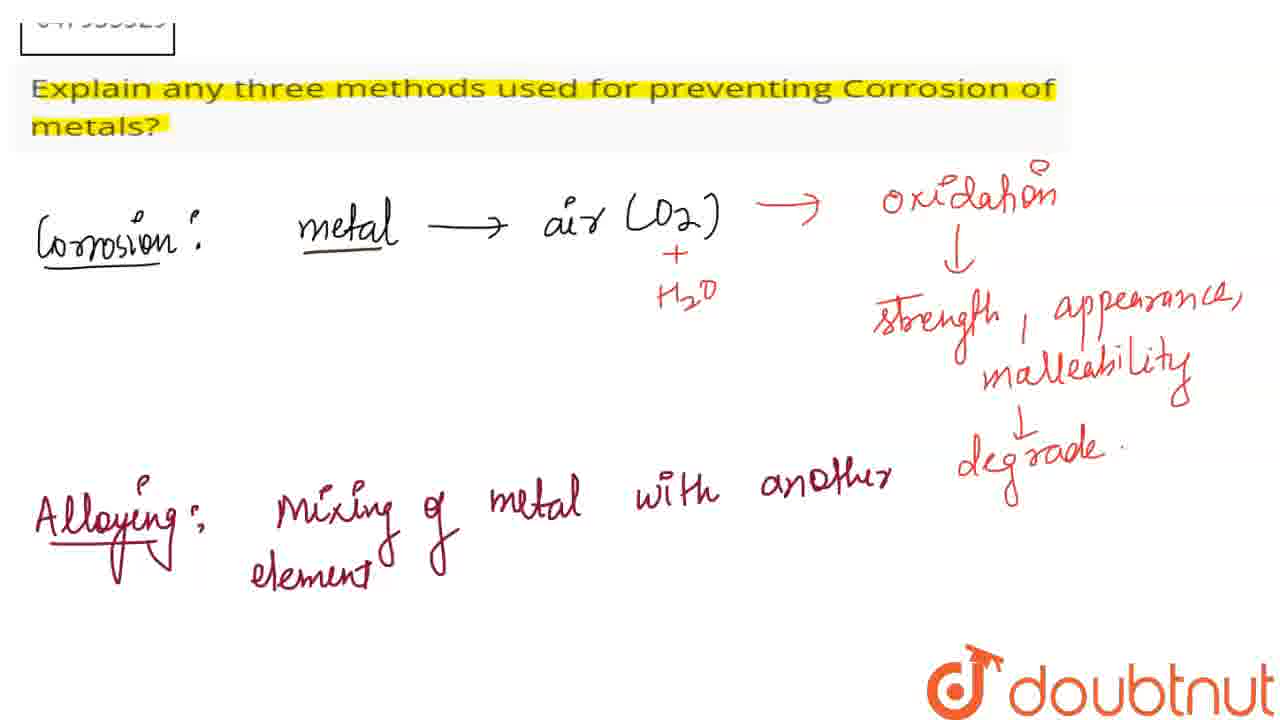 Explain any three methods used for preventing Corrosion of
metals?
Corrosion : metal → air (O2) → oxidation
+
H2O
↓
strength, appearance,
malleability
↓
degrade.
Alloying : Mixing of metal with another
element
doubtnut